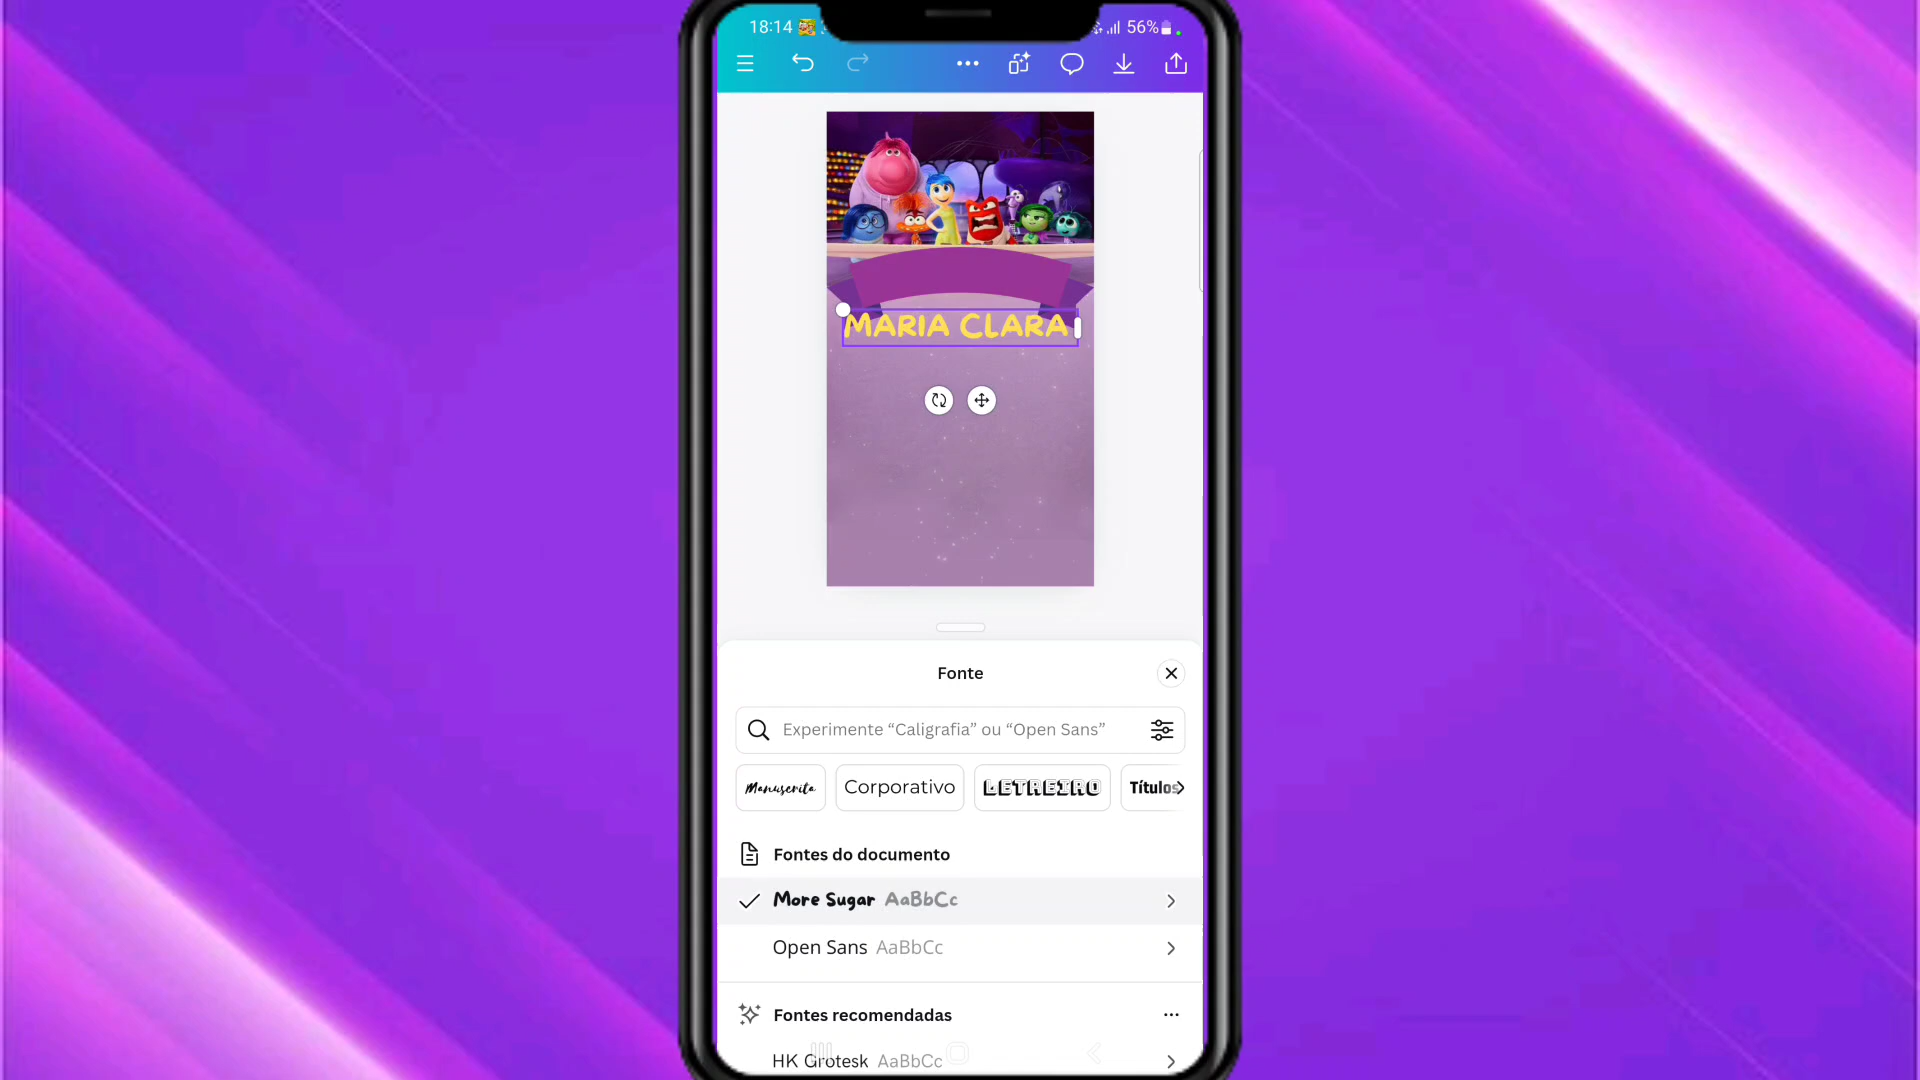 18:14
56%
MARIA CLARA
Fonte
Experimente “Caligrafia” ou “Open Sans”
Manuscrita
Corporativo
LETREIRO
Títulos
Fontes do documento
More Sugar AaBbCc
Open Sans AaBbCc
Fontes recomendadas
HK Grotesk AaBbCc